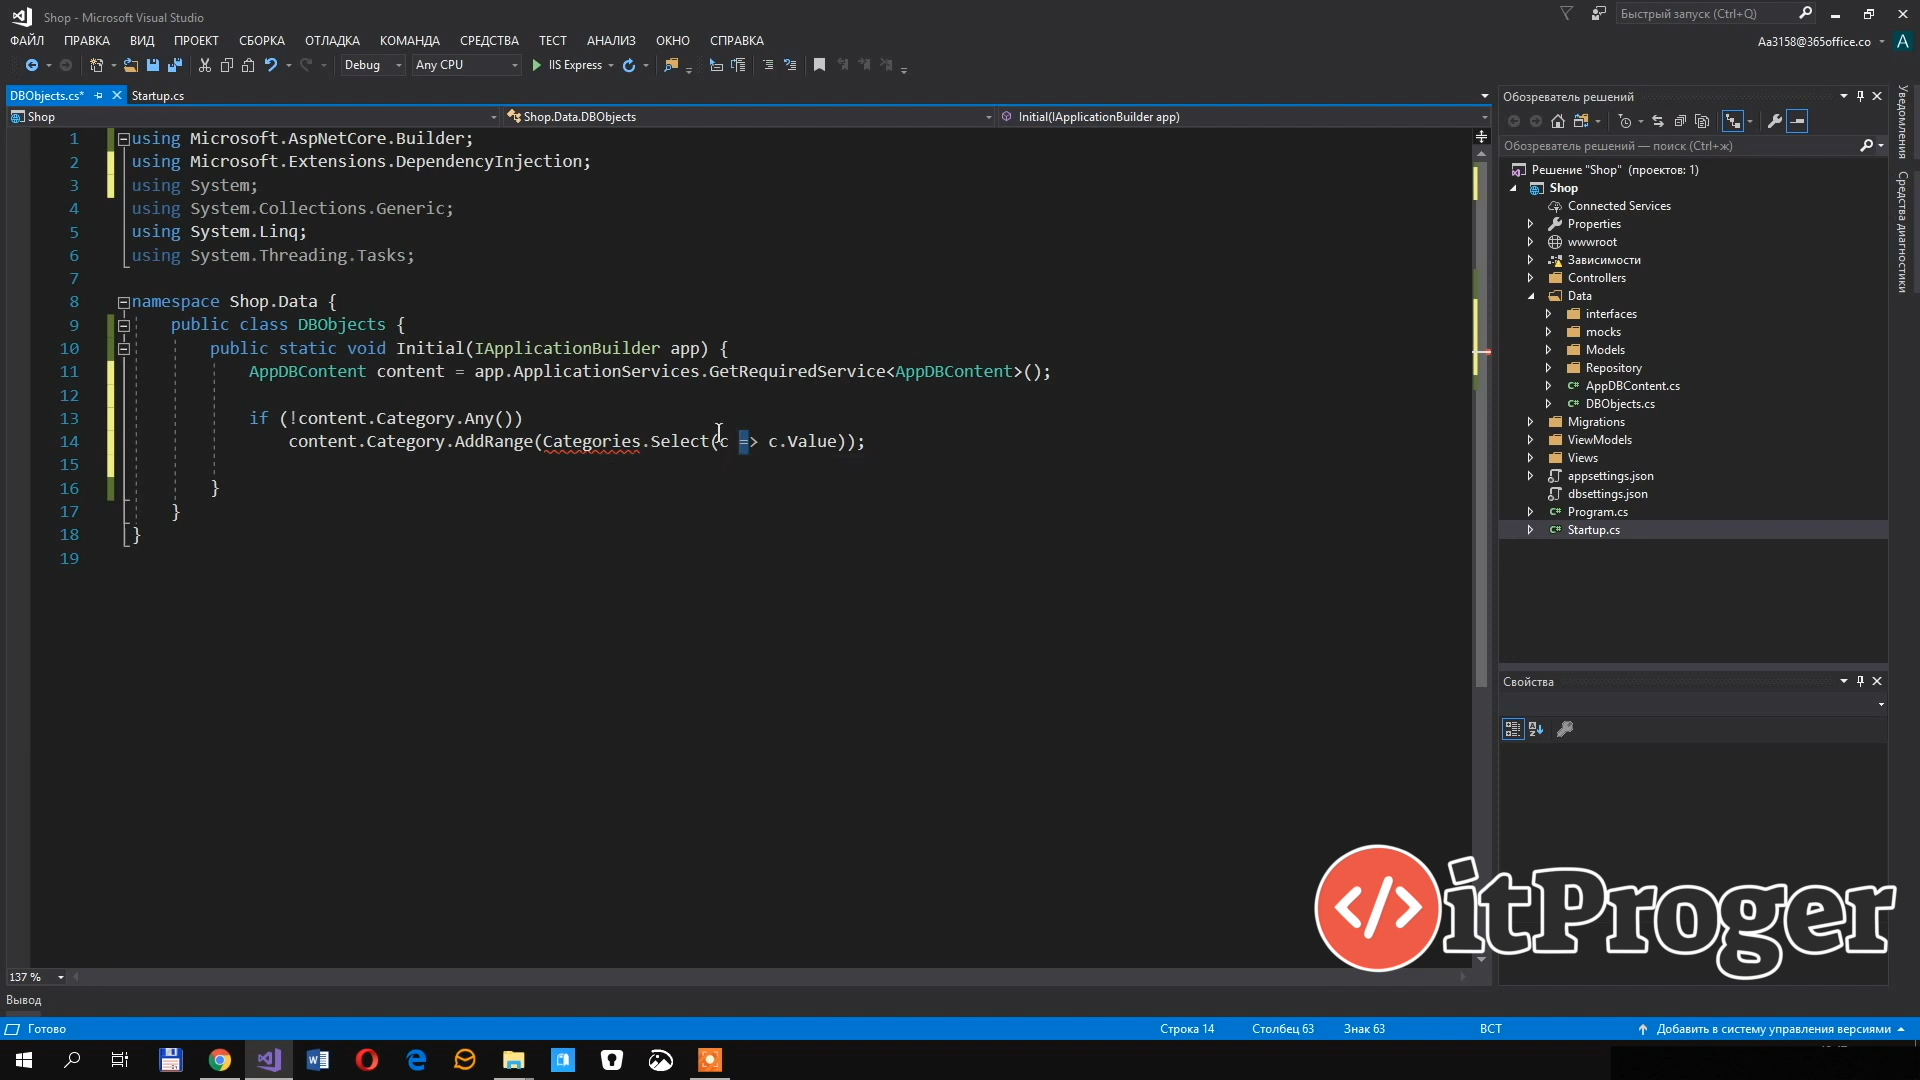 Shop - Microsoft Visual Studio
Быстрый запуск (Ctrl+Q)
ФАЙЛ ПРАВКА ВИД ПРОЕКТ СБОРКА ОТЛАДКА КОМАНДА СРЕДСТВА ТЕСТ АНАЛИЗ ОКНО СПРАВКА
Aa3158@365office.co
A
Debug Any CPU IIS Express
DBObjects.cs* Startup.cs
Shop Shop.Data.DBObjects Initial(IApplicationBuilder app)
1 using Microsoft.AspNetCore.Builder;
2 using Microsoft.Extensions.DependencyInjection;
3 using System;
4 using System.Collections.Generic;
5 using System.Linq;
6 using System.Threading.Tasks;
7
8 namespace Shop.Data {
9 public class DBObjects {
10 public static void Initial(IApplicationBuilder app) {
11 AppDBContent content = app.ApplicationServices.GetRequiredService<AppDBContent>();
12
13 if (!content.Category.Any())
14 content.Category.AddRange(Categories.Select(c => c.Value));
15
16 }
17 }
18 }
19
137 %
Обозреватель решений
Обозреватель решений — поиск (Ctrl+ж)
Решение "Shop" (проектов: 1)
Shop
Connected Services
Properties
wwwroot
Зависимости
Controllers
Data
interfaces
mocks
Models
Repository
AppDBContent.cs
DBObjects.cs
Migrations
ViewModels
Views
appsettings.json
dbsettings.json
Program.cs
Startup.cs
Свойства
Уведомления
Средства диагностики
</> itProger
Вывод
Готово Строка 14 Столбец 63 Знак 63 ВСТ Добавить в систему управления версиями